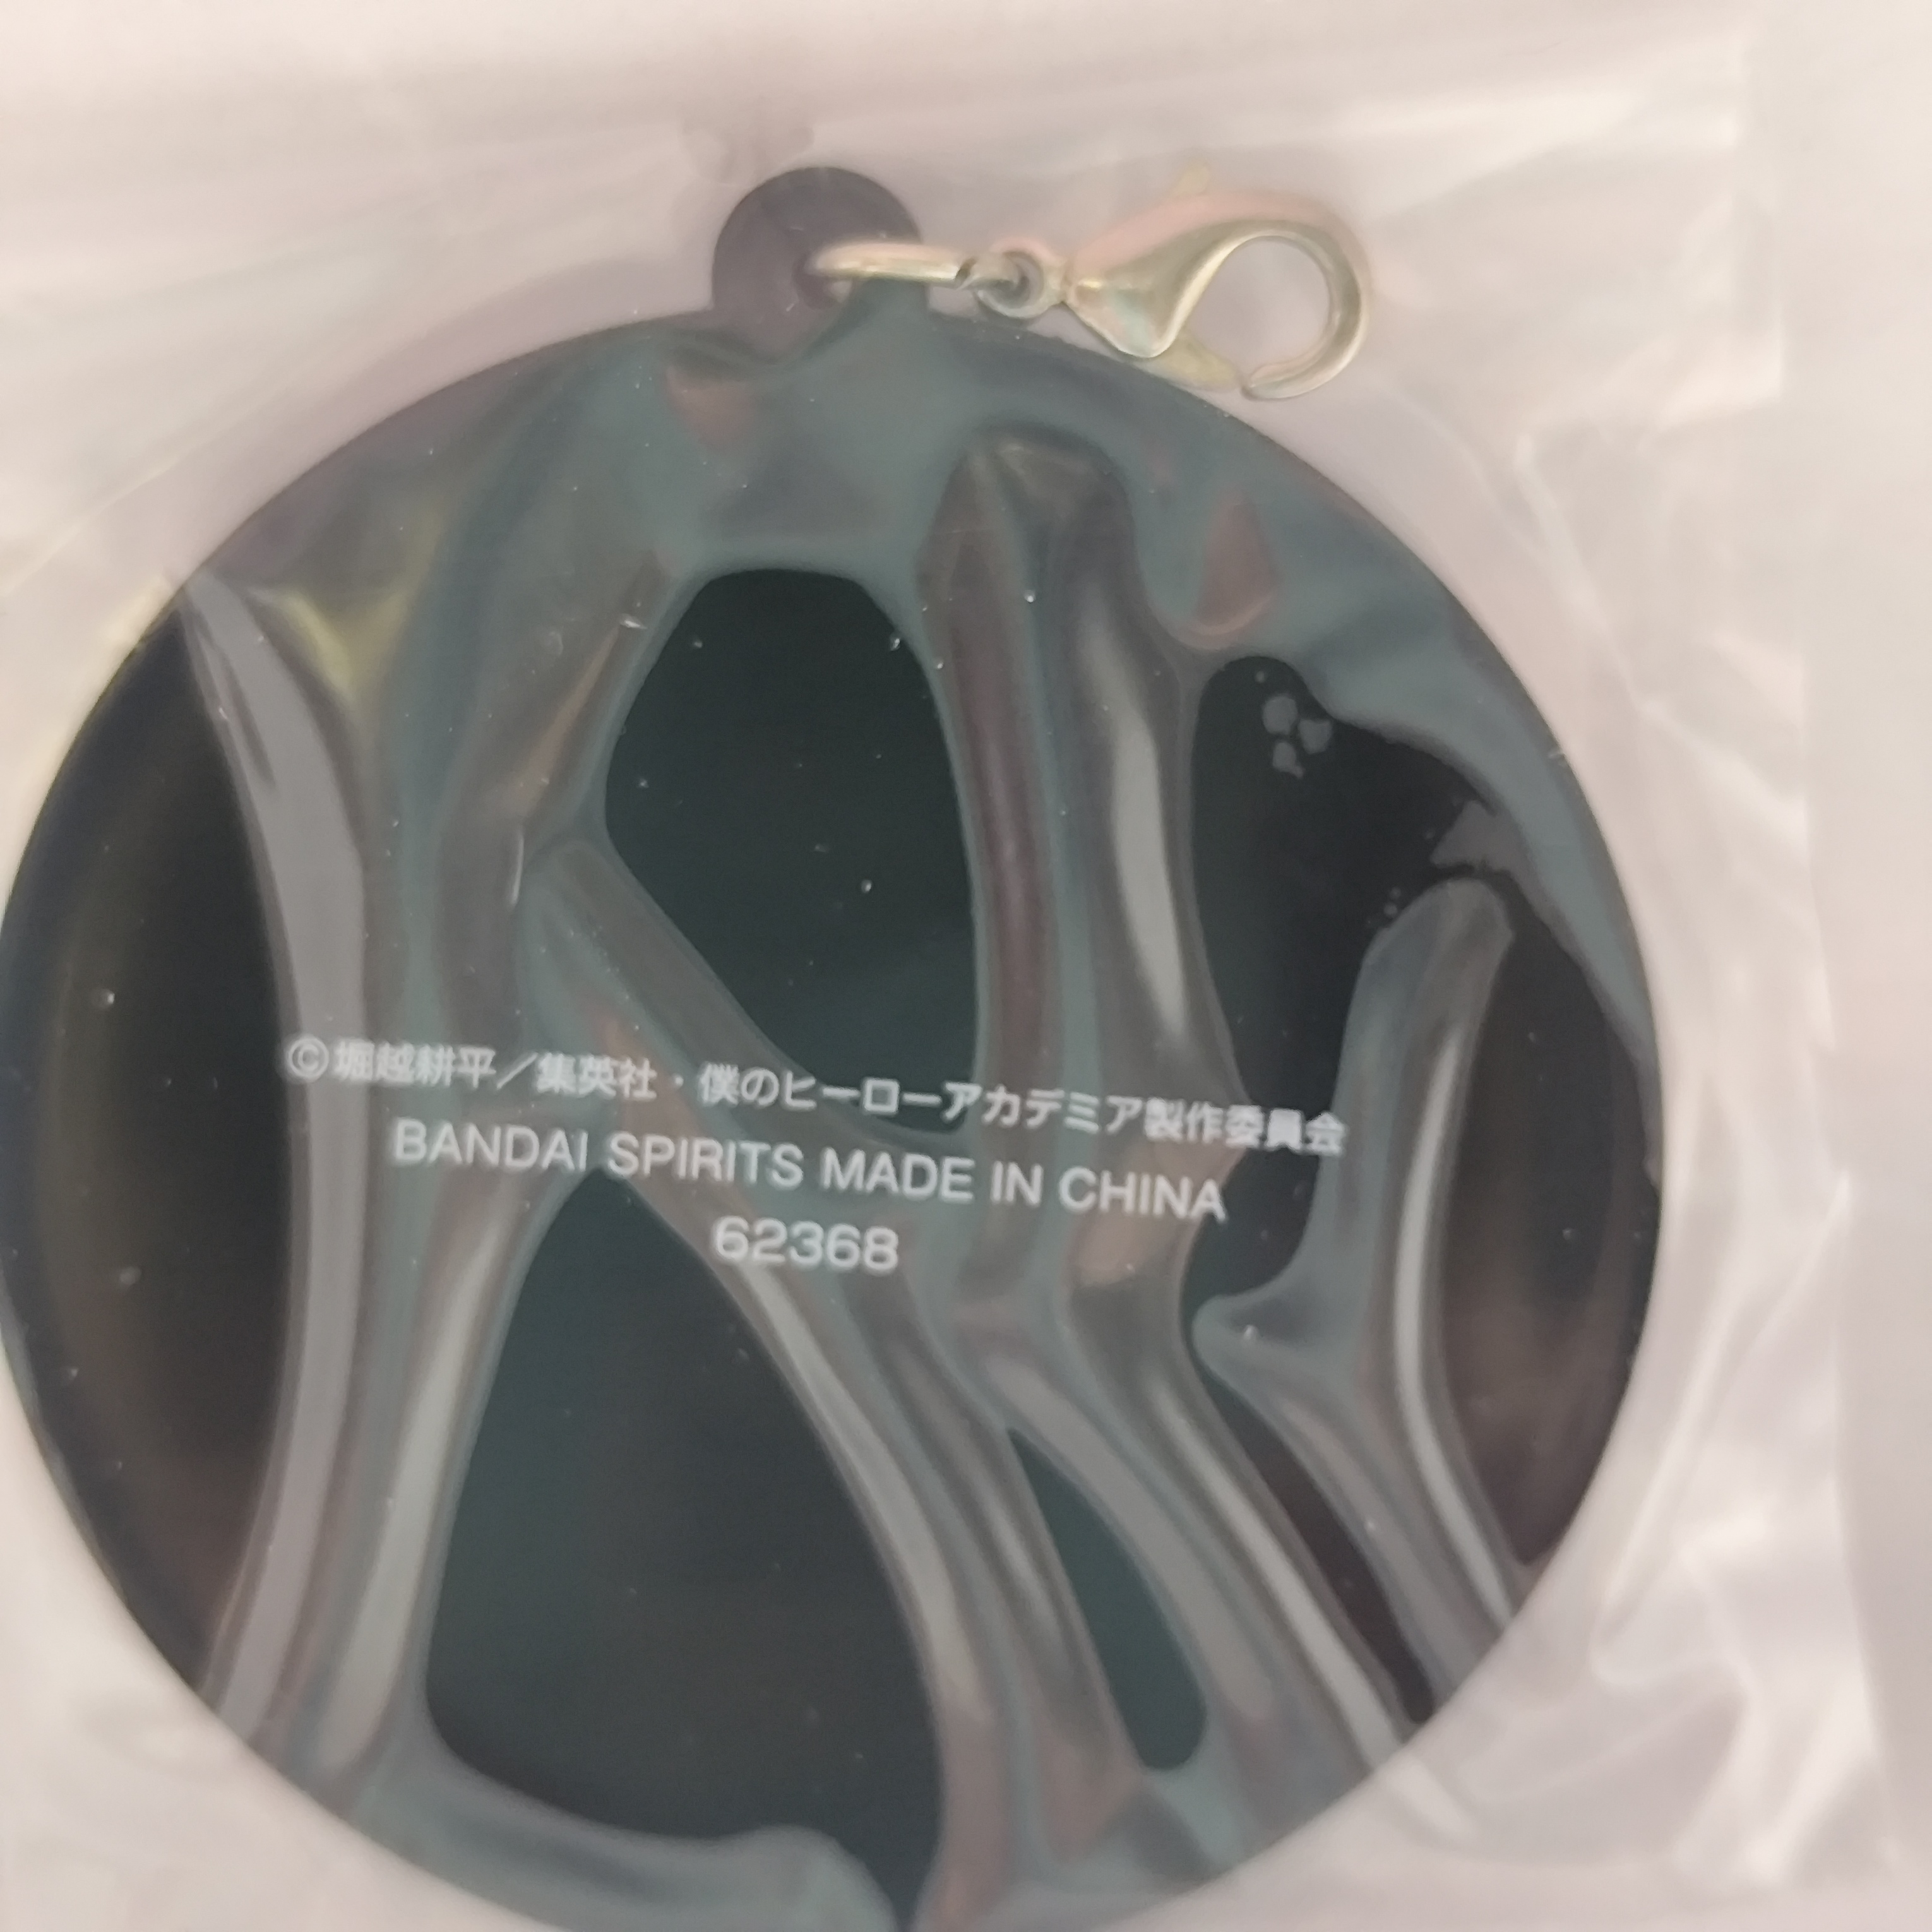 ©堀越耕平／集英社・僕のヒーローアカデミア製作委員会
BANDAI SPIRITS MADE IN CHINA
62368